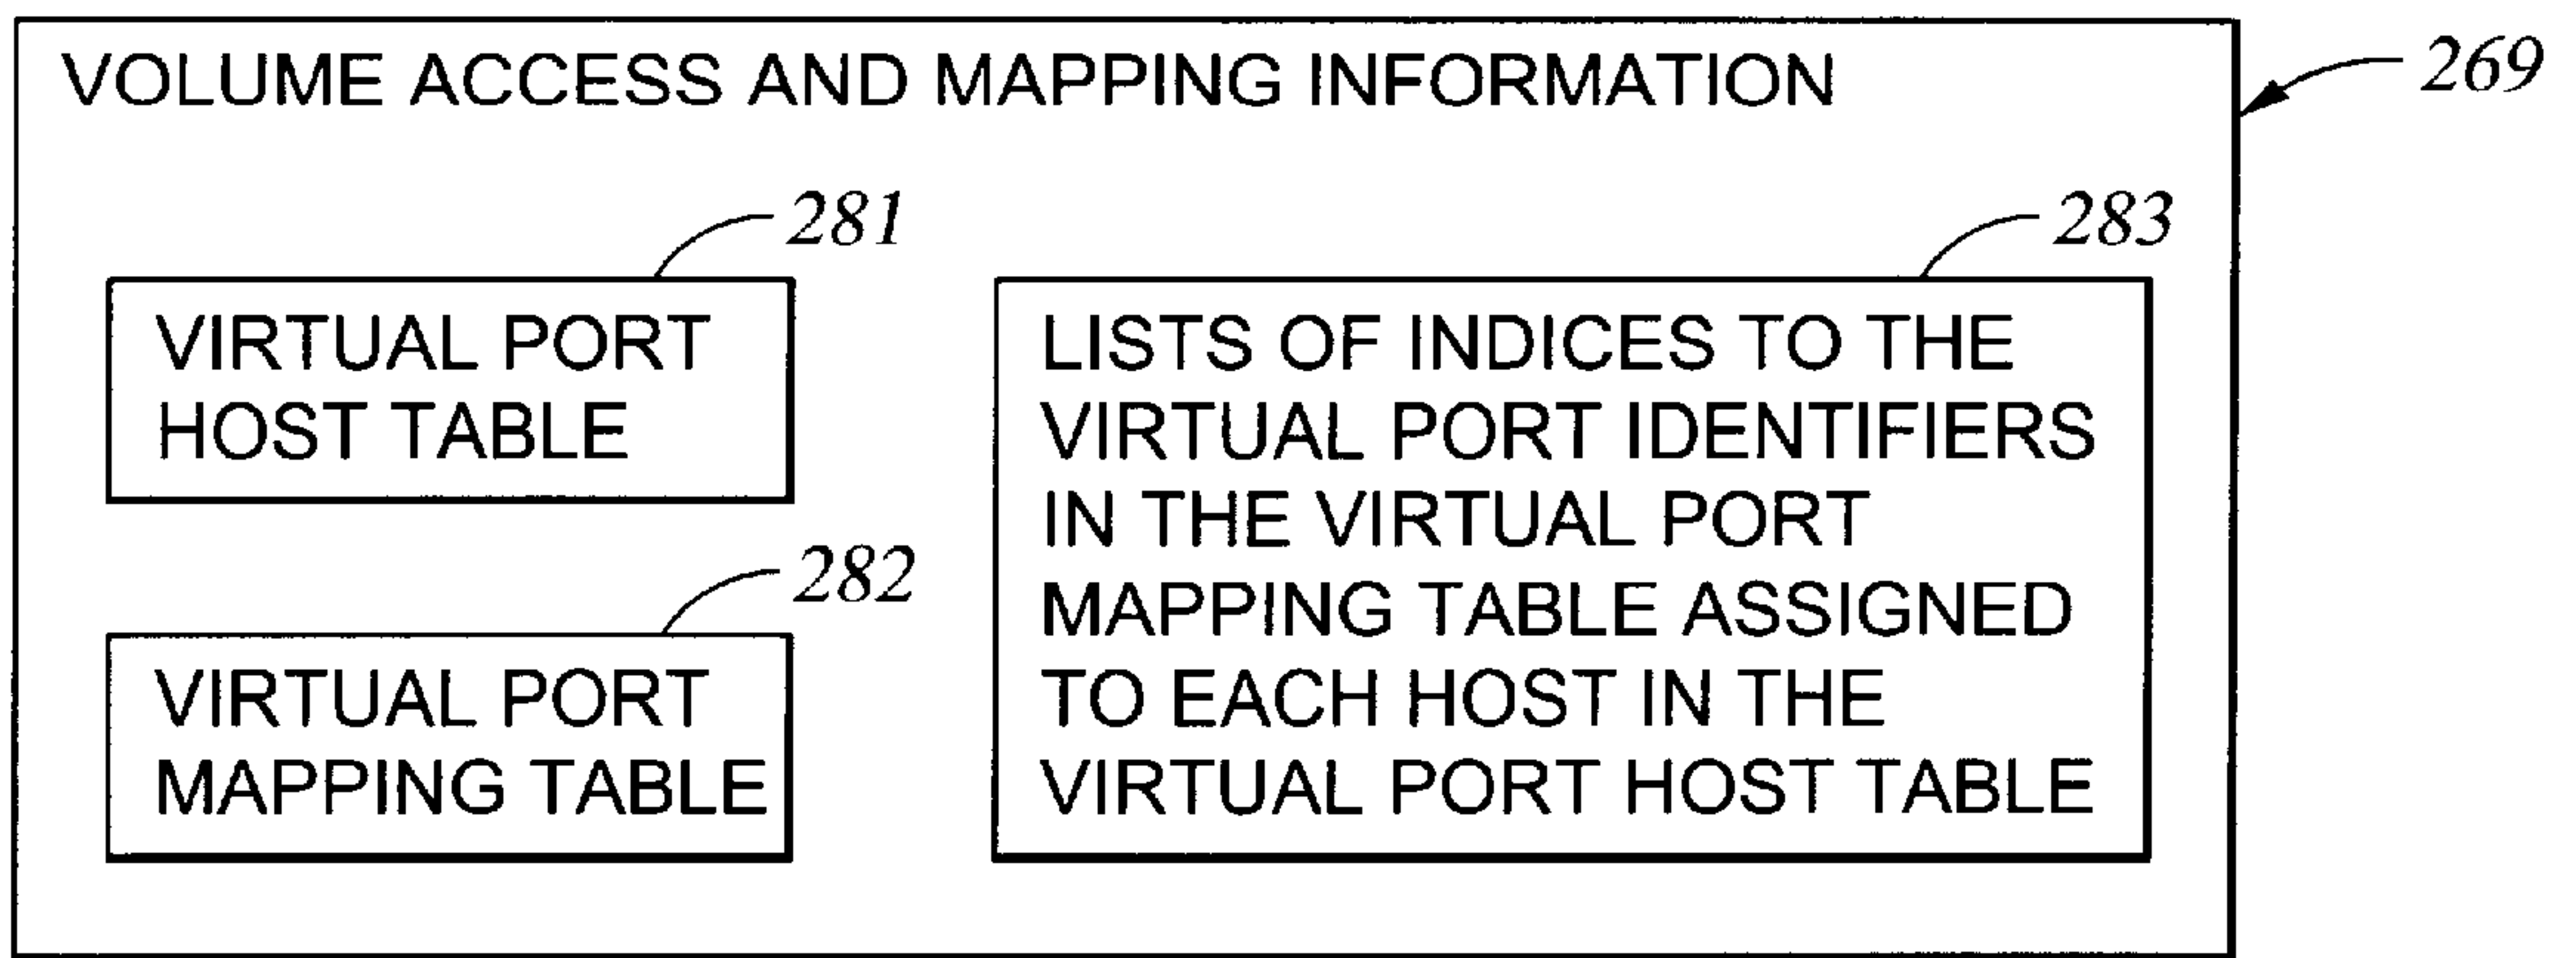 VOLUME ACCESS AND MAPPING INFORMATION
269
281
VIRTUAL PORT
HOST TABLE
282
VIRTUAL PORT
MAPPING TABLE
283
LISTS OF INDICES TO THE
VIRTUAL PORT IDENTIFIERS
IN THE VIRTUAL PORT
MAPPING TABLE ASSIGNED
TO EACH HOST IN THE
VIRTUAL PORT HOST TABLE